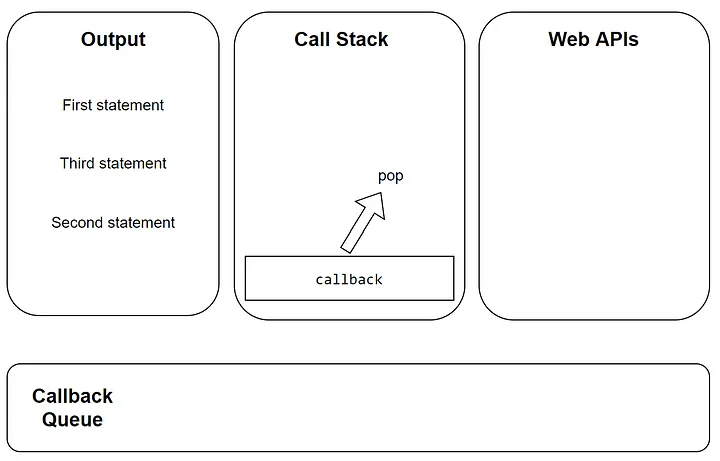 Output
First statement
Third statement
Second statement
Call Stack
pop
callback
Web APIs
Callback
Queue